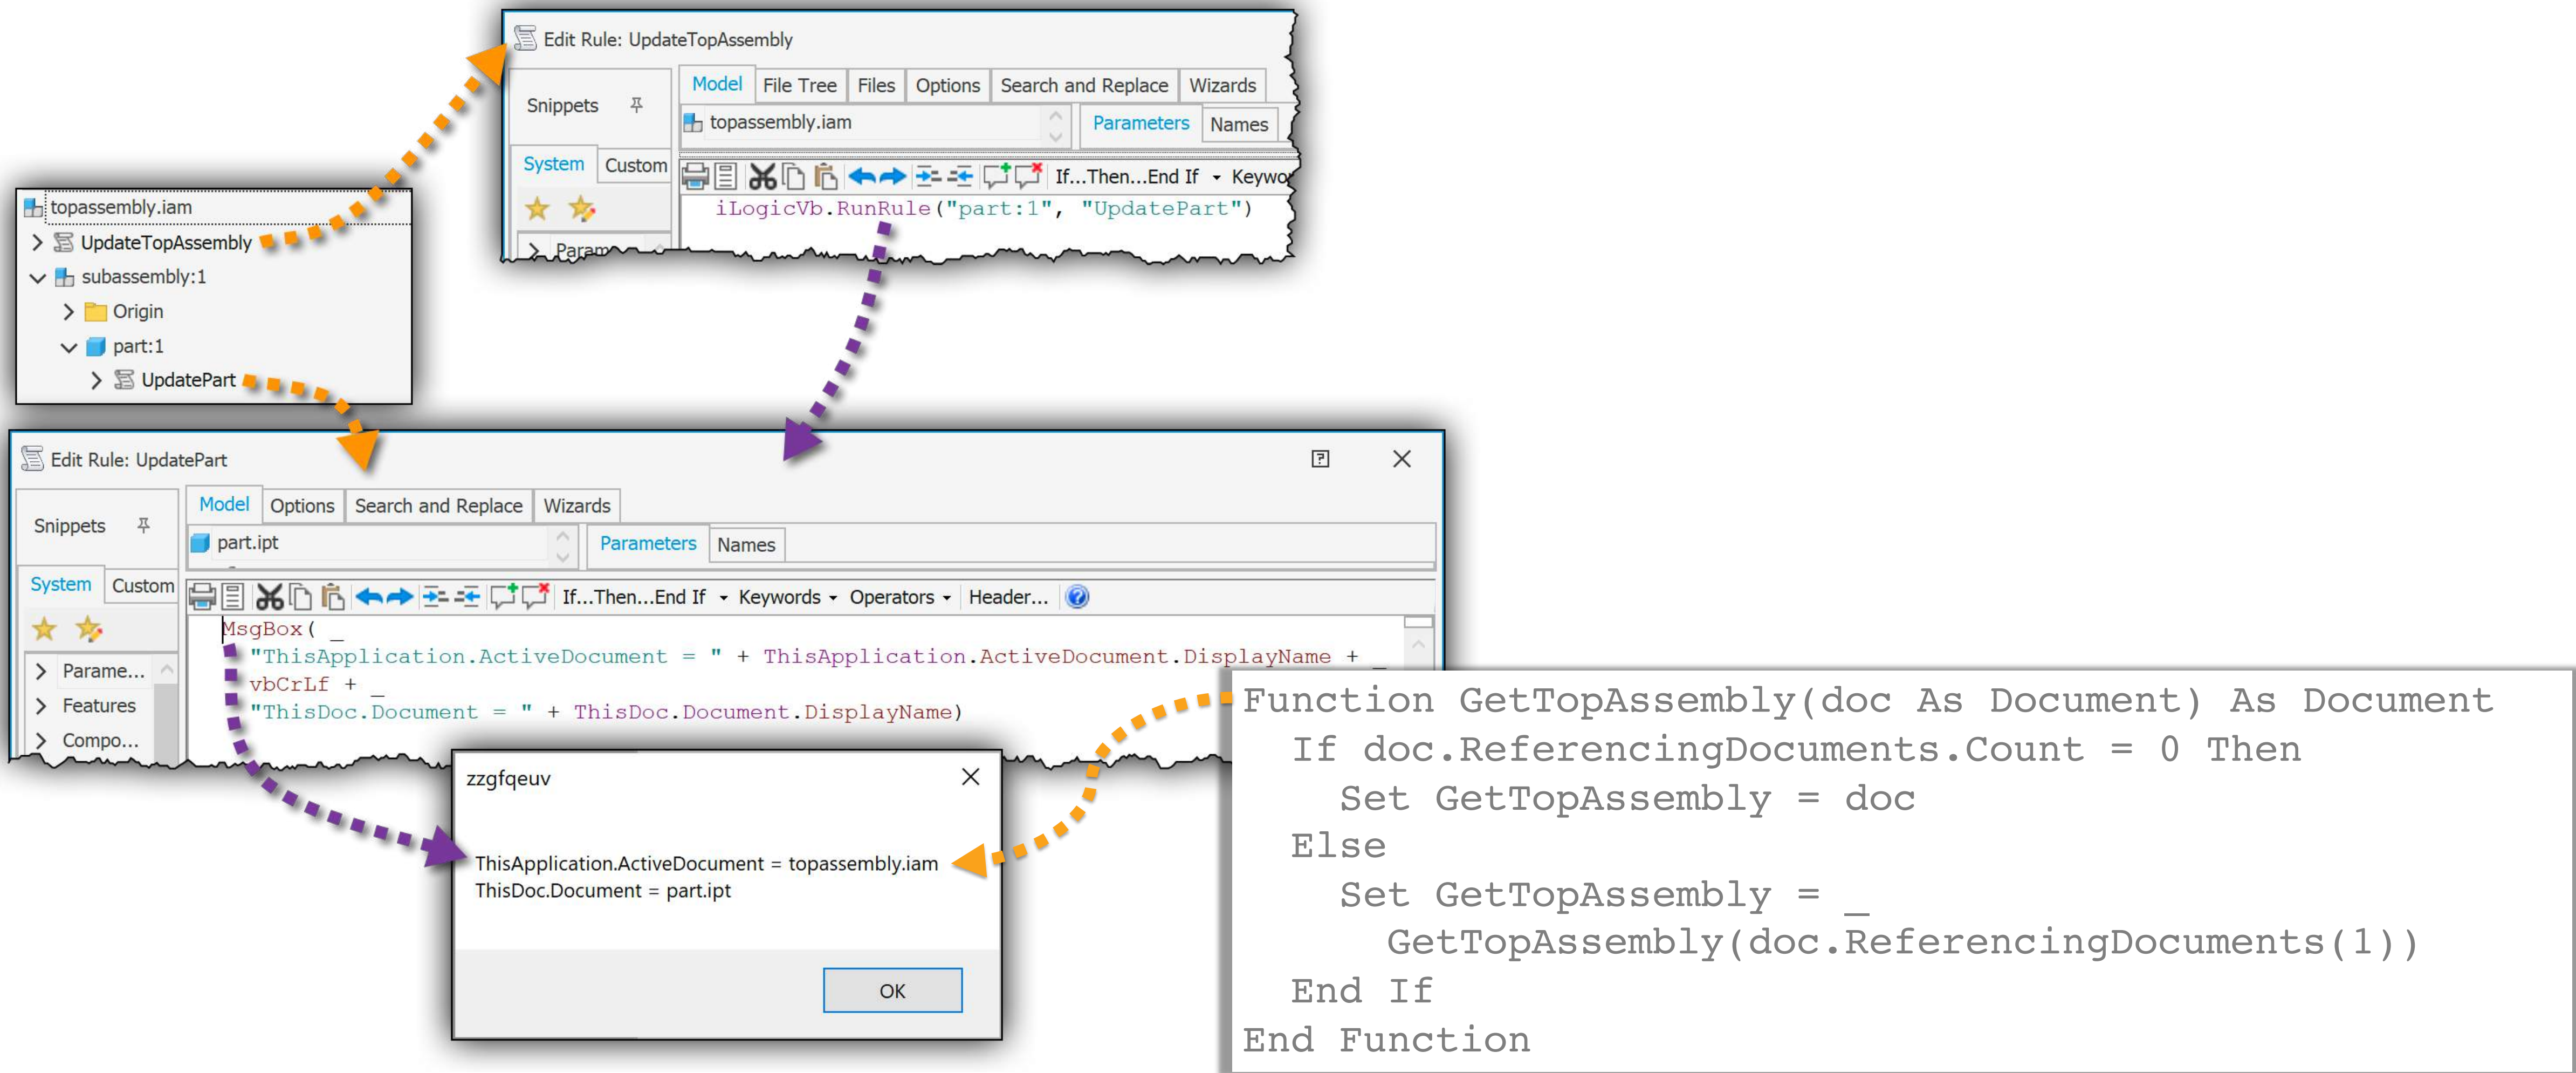 Edit Rule: UpdateTopAssembly
Snippets
Model File Tree Files Options Search and Replace Wizards
topassembly.iam
Parameters Names
System Custom
If...Then...End If
iLogicVb.RunRule("part:1", "UpdatePart")
topassembly.iam
UpdateTopAssembly
subassembly:1
Origin
part:1
UpdatePart
Edit Rule: UpdatePart
Snippets
Model Options Search and Replace Wizards
part.ipt
Parameters Names
System Custom
If...Then...End If Keywords Operators Header...
MsgBox( _
"ThisApplication.ActiveDocument = " + ThisApplication.ActiveDocument.DisplayName + _
vbCrLf + _
"ThisDoc.Document = " + ThisDoc.Document.DisplayName)
Parame...
Features
Compo...
zzgfqeuv
ThisApplication.ActiveDocument = topassembly.iam
ThisDoc.Document = part.ipt
OK
Function GetTopAssembly(doc As Document) As Document
If doc.ReferencingDocuments.Count = 0 Then
Set GetTopAssembly = doc
Else
Set GetTopAssembly = _
GetTopAssembly(doc.ReferencingDocuments(1))
End If
End Function